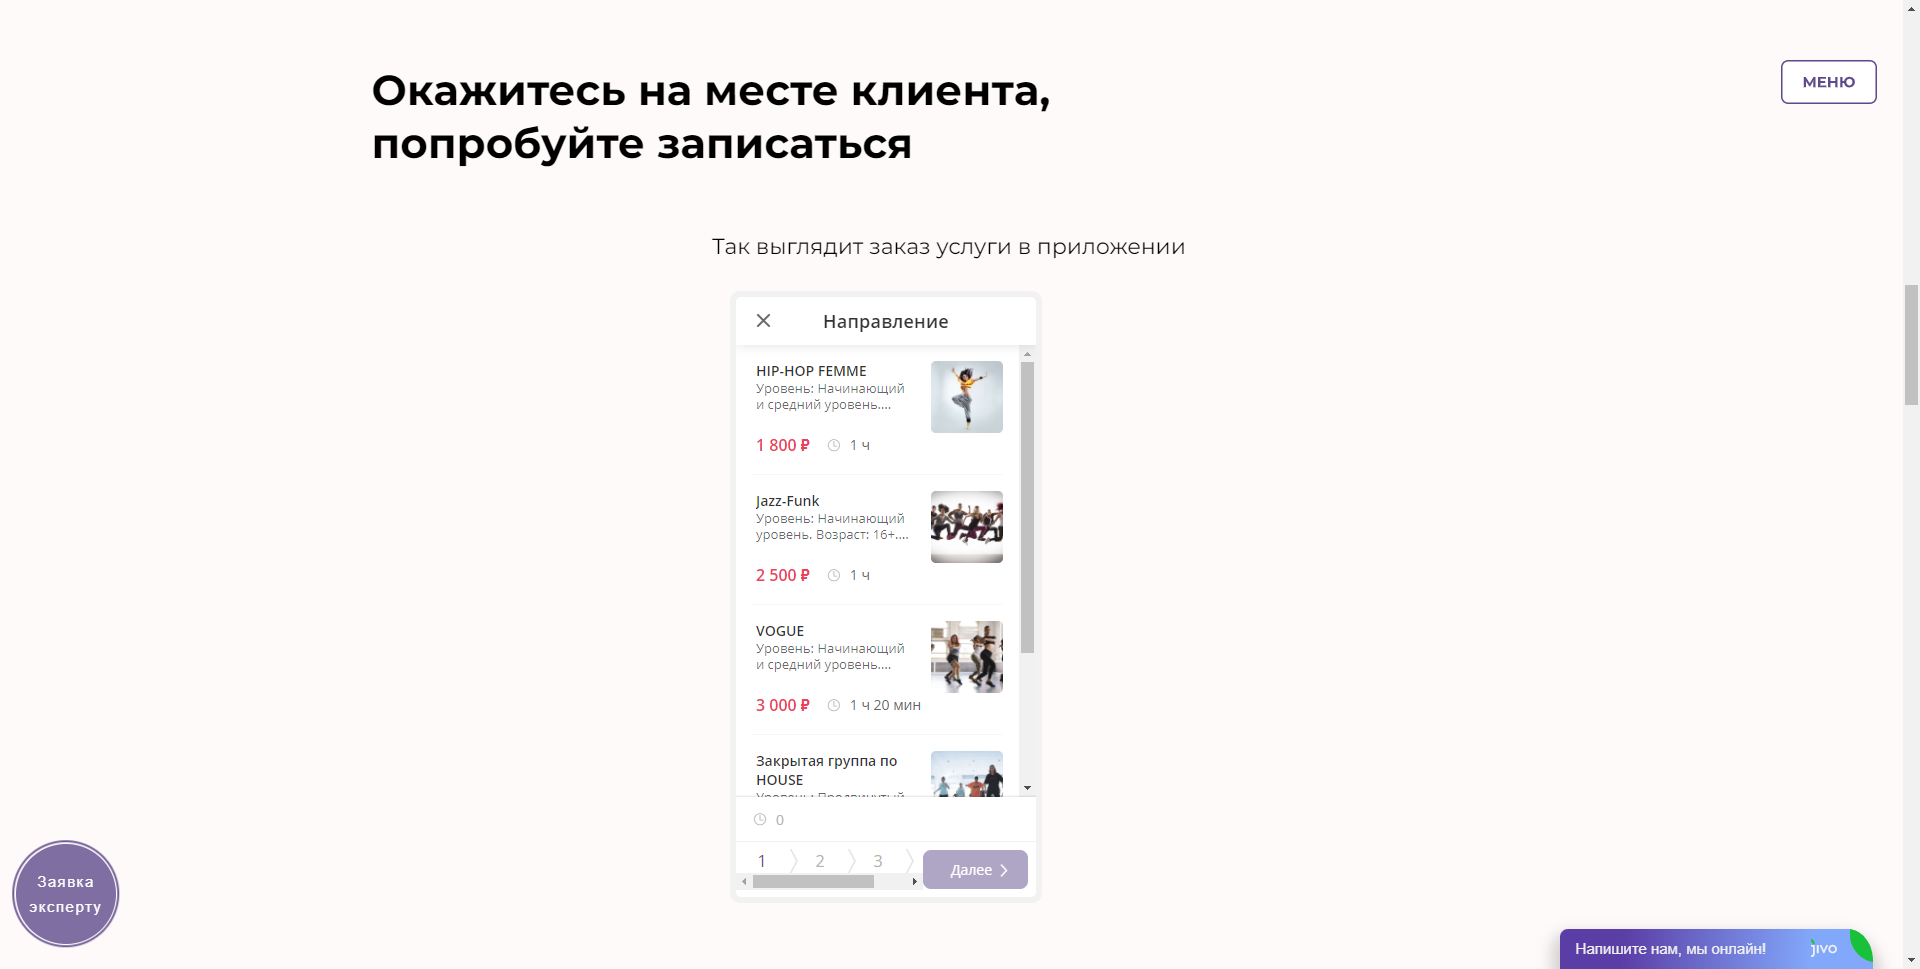 Окажитесь на месте клиента,
попробуйте записаться
МЕНЮ
Так выглядит заказ услуги в приложении
Направление
HIP-HOP FEMME
Уровень: Начинающий
и средний уровень....
1 800 ₽ 1 ч
Jazz-Funk
Уровень: Начинающий
уровень. Возраст: 16+....
2 500 ₽ 1 ч
VOGUE
Уровень: Начинающий
и средний уровень....
3 000 ₽ 1 ч 20 мин
Закрытая группа по
HOUSE
Уровень: Продвинутый
0
1 2 3
Далее
Заявка
эксперту
Напишите нам, мы онлайн!
jivo